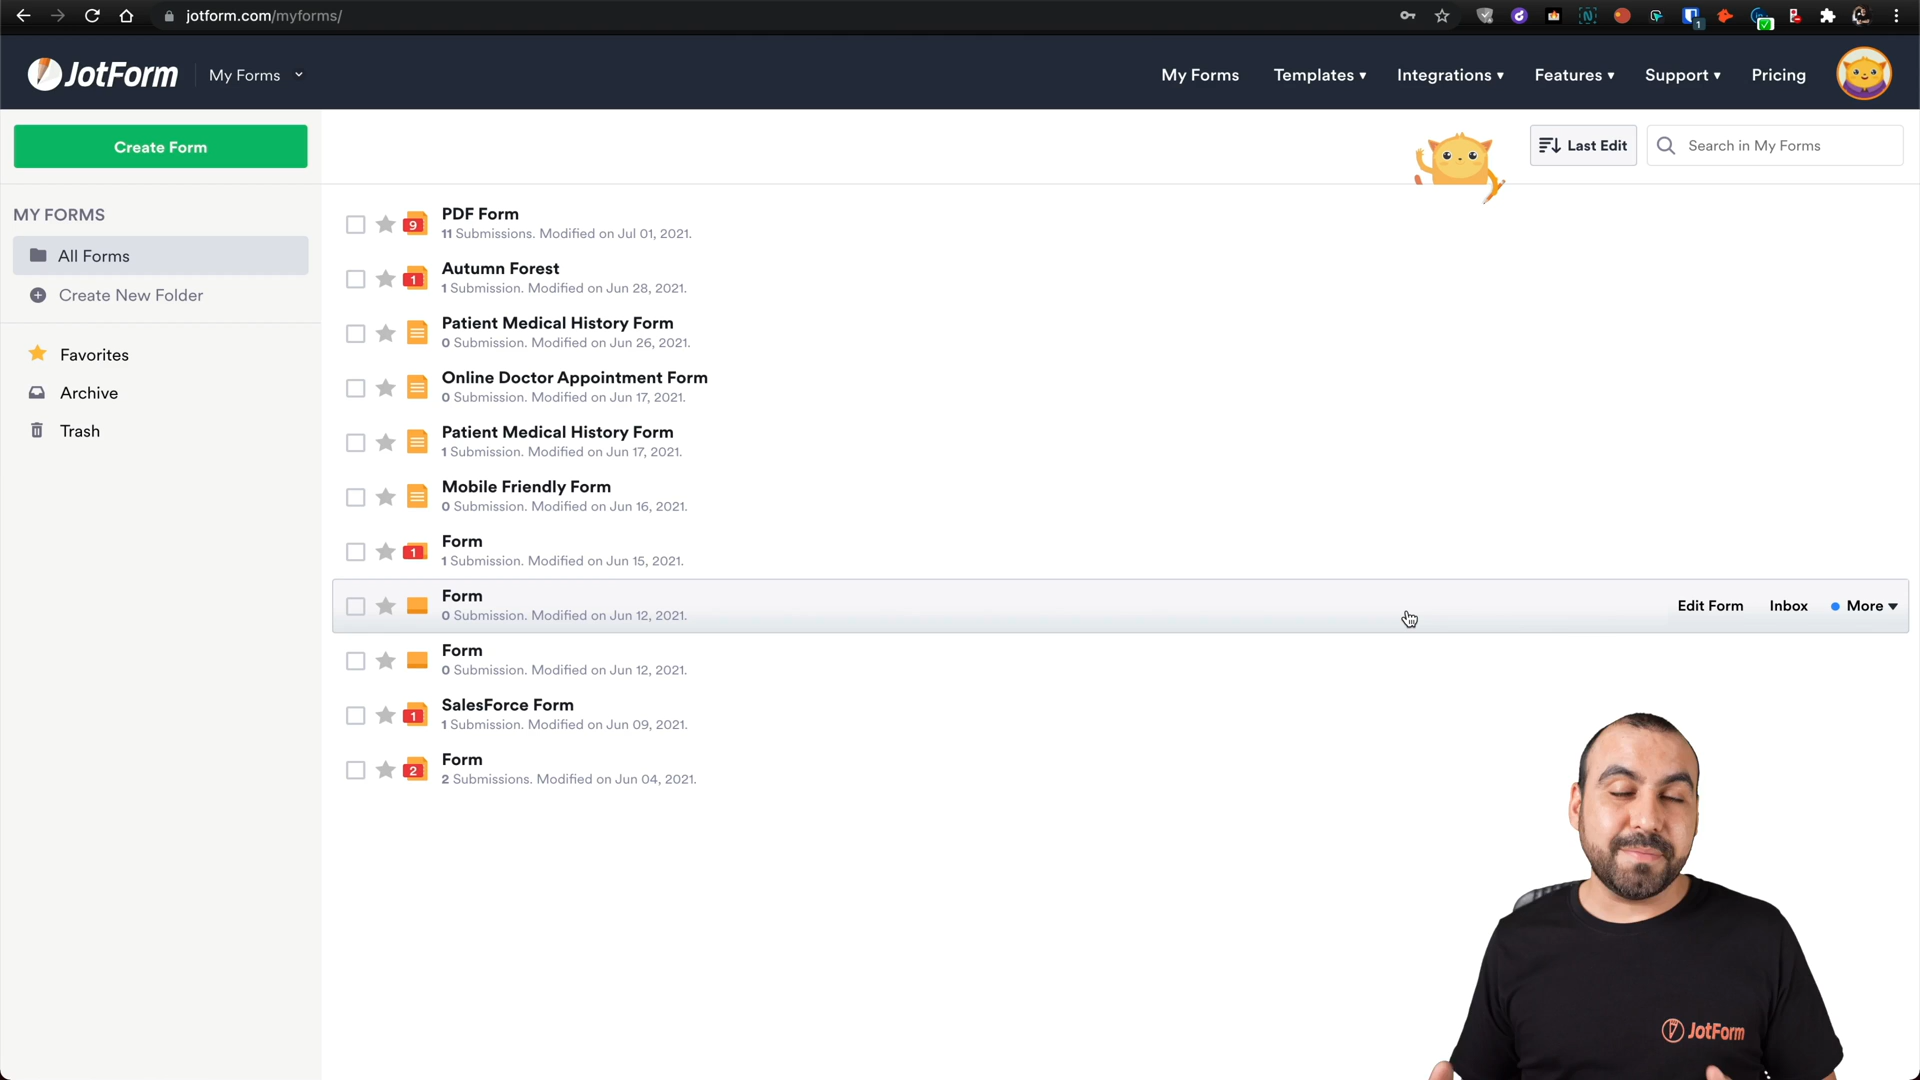 jotform.com/myforms/
1
JotForm
My Forms
My Forms
Templates ▾
Integrations ▾
Features ▾
Support ▾
Pricing
Create Form
Last Edit
Search in My Forms
MY FORMS
All Forms
Create New Folder
Favorites
Archive
Trash
9
PDF Form
11 Submissions. Modified on Jul 01, 2021.
1
Autumn Forest
1 Submission. Modified on Jun 28, 2021.
Patient Medical History Form
0 Submission. Modified on Jun 26, 2021.
Online Doctor Appointment Form
0 Submission. Modified on Jun 17, 2021.
Patient Medical History Form
1 Submission. Modified on Jun 17, 2021.
Mobile Friendly Form
0 Submission. Modified on Jun 16, 2021.
1
Form
1 Submission. Modified on Jun 15, 2021.
Form
0 Submission. Modified on Jun 12, 2021.
Edit Form
Inbox
More ▾
Form
0 Submission. Modified on Jun 12, 2021.
1
SalesForce Form
1 Submission. Modified on Jun 09, 2021.
2
Form
2 Submissions. Modified on Jun 04, 2021.
JotForm